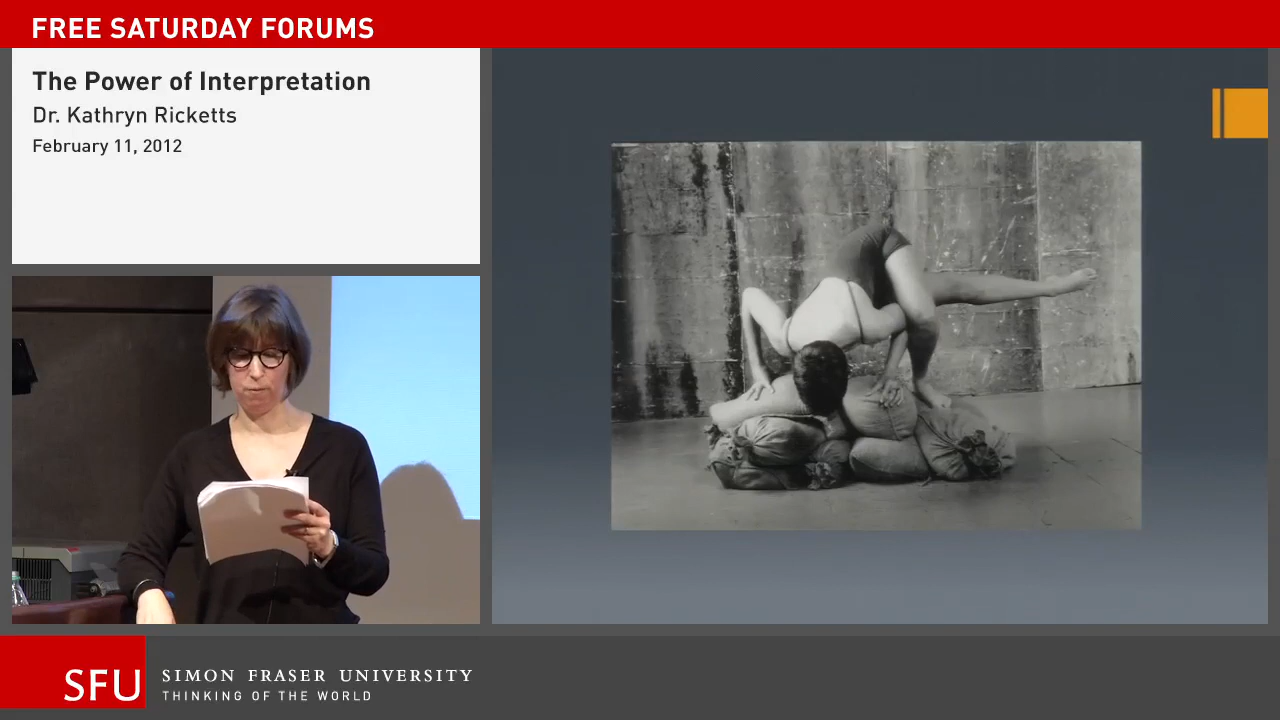 FREE SATURDAY FORUMS
The Power of Interpretation
Dr. Kathryn Ricketts
February 11, 2012
SFU
SIMON FRASER UNIVERSITY
THINKING OF THE WORLD